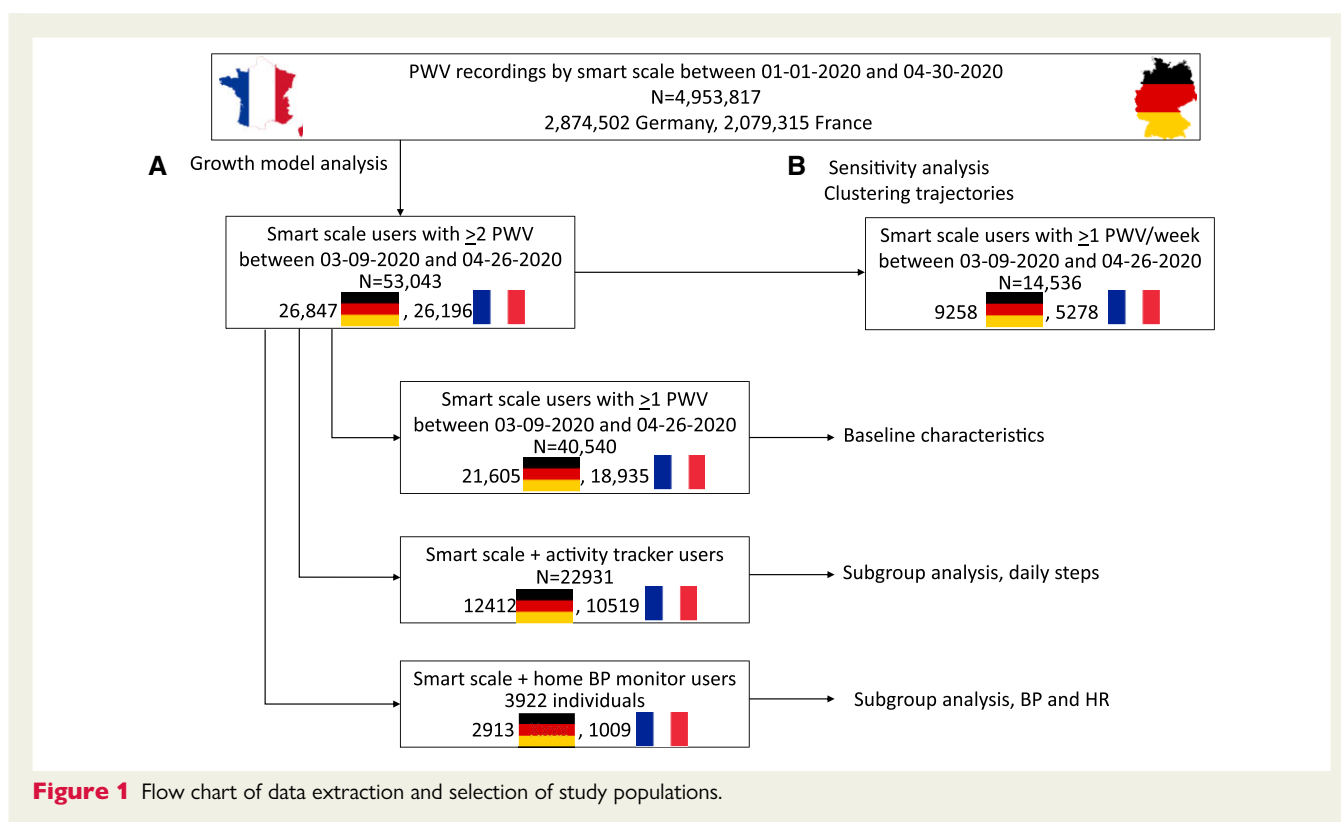 PWV recordings by smart scale between 01-01-2020 and 04-30-2020
N=4,953,817
2,874,502 Germany, 2,079,315 France
A Growth model analysis
B Sensitivity analysis
Clustering trajectories
Smart scale users with ≥2 PWV
between 03-09-2020 and 04-26-2020
N=53,043
26,847 , 26,196
Smart scale users with ≥1 PWV/week
between 03-09-2020 and 04-26-2020
N=14,536
9258 , 5278
Smart scale users with ≥1 PWV
between 03-09-2020 and 04-26-2020
N=40,540
21,605 , 18,935
Baseline characteristics
Smart scale + activity tracker users
N=22931
12412 , 10519
Subgroup analysis, daily steps
Smart scale + home BP monitor users
3922 individuals
2913 , 1009
Subgroup analysis, BP and HR
Figure 1 Flow chart of data extraction and selection of study populations.